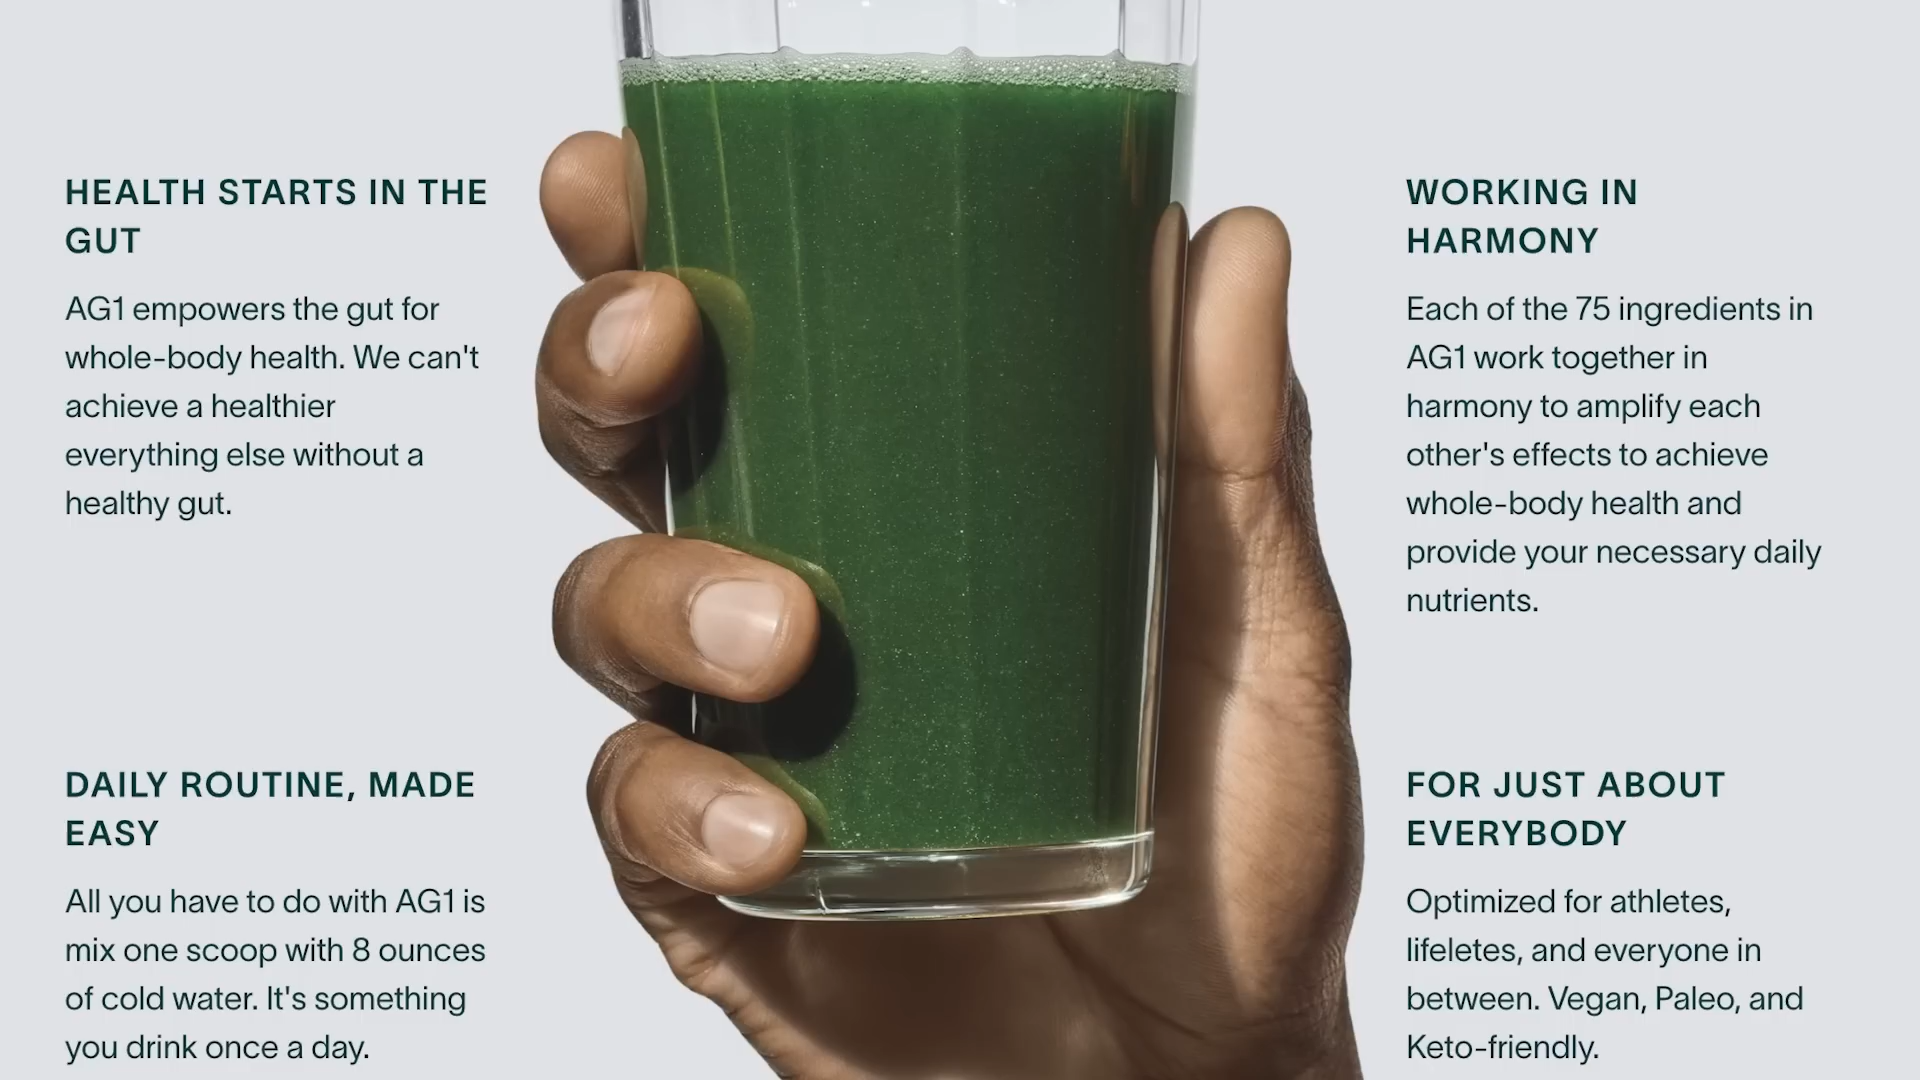 HEALTH STARTS IN THE
GUT
AG1 empowers the gut for
whole-body health. We can't
achieve a healthier
everything else without a
healthy gut.
DAILY ROUTINE, MADE
EASY
All you have to do with AG1 is
mix one scoop with 8 ounces
of cold water. It's something
you drink once a day.
WORKING IN
HARMONY
Each of the 75 ingredients in
AG1 work together in
harmony to amplify each
other's effects to achieve
whole-body health and
provide your necessary daily
nutrients.
FOR JUST ABOUT
EVERYBODY
Optimized for athletes,
lifeletes, and everyone in
between. Vegan, Paleo, and
Keto-friendly.